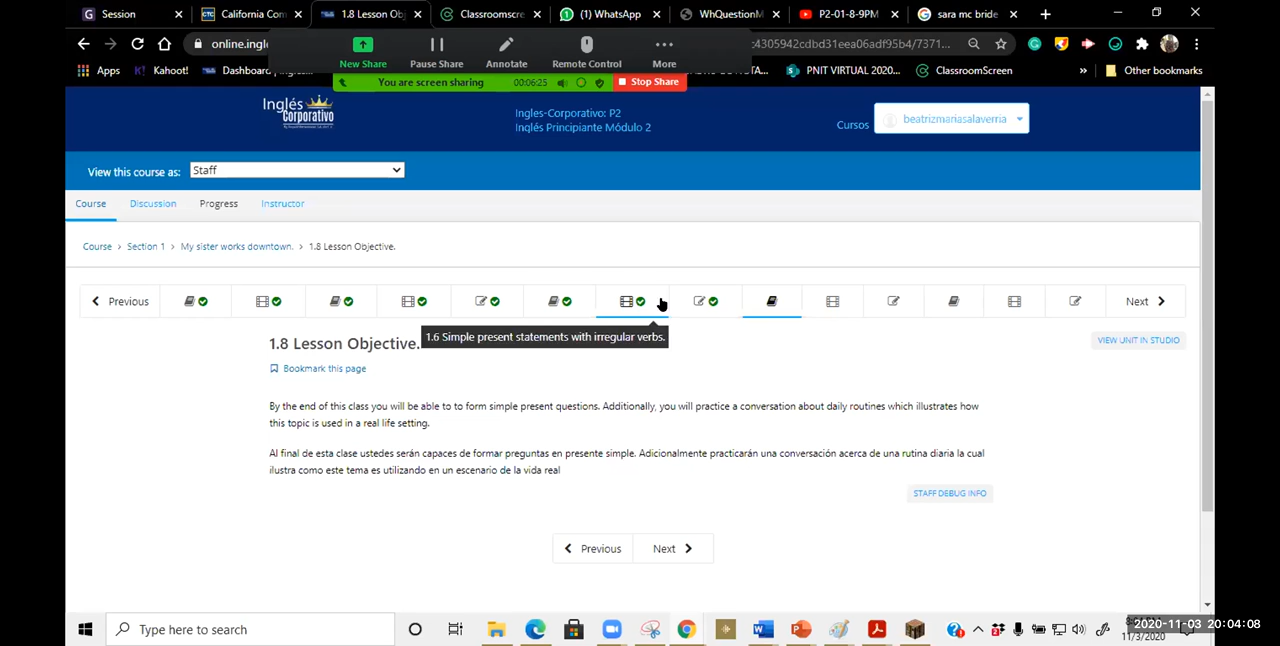 Session
California Com
1.8 Lesson Obj
Classroomscre
(1) WhatsApp
WhQuestionM
P2-01-8-9PM
sara mc bride
online.ingl
4305942cdbd31eea06adf95b4/7371...
New Share
Pause Share
Annotate
Remote Control
More
You are screen sharing
00:06:25
Stop Share
Apps
Kahoot!
PNIT VIRTUAL 2020...
ClassroomScreen
Other bookmarks
Inglés
Corporativo
Ingles-Corporativo: P2
Inglés Principiante Módulo 2
Cursos
beatrizmariasalaverria
View this course as:
Staff
Course
Discussion
Progress
Instructor
Course > Section 1 > My sister works downtown. > 1.8 Lesson Objective.
Previous
Next
1.6 Simple present statements with irregular verbs.
1.8 Lesson Objective.
VIEW UNIT IN STUDIO
Bookmark this page
By the end of this class you will be able to to form simple present questions. Additionally, you will practice a conversation about daily routines which illustrates how
this topic is used in a real life setting.
Al final de esta clase ustedes serán capaces de formar preguntas en presente simple. Adicionalmente practicarán una conversación acerca de una rutina diaria la cual
ilustra como este tema es utilizando en un escenario de la vida real
STAFF DEBUG INFO
Previous
Next
Type here to search
2020-11-03 20:04:08
11/3/2020